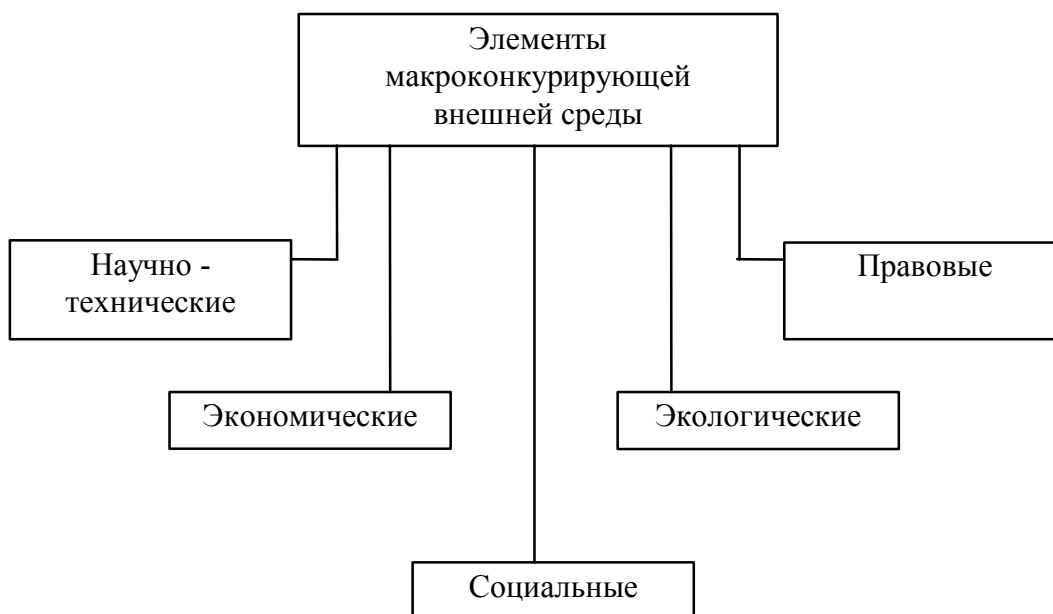 Элементы
макроконкурирующей
внешней среды
Научно -
технические
Правовые
Экономические
Экологические
Социальные